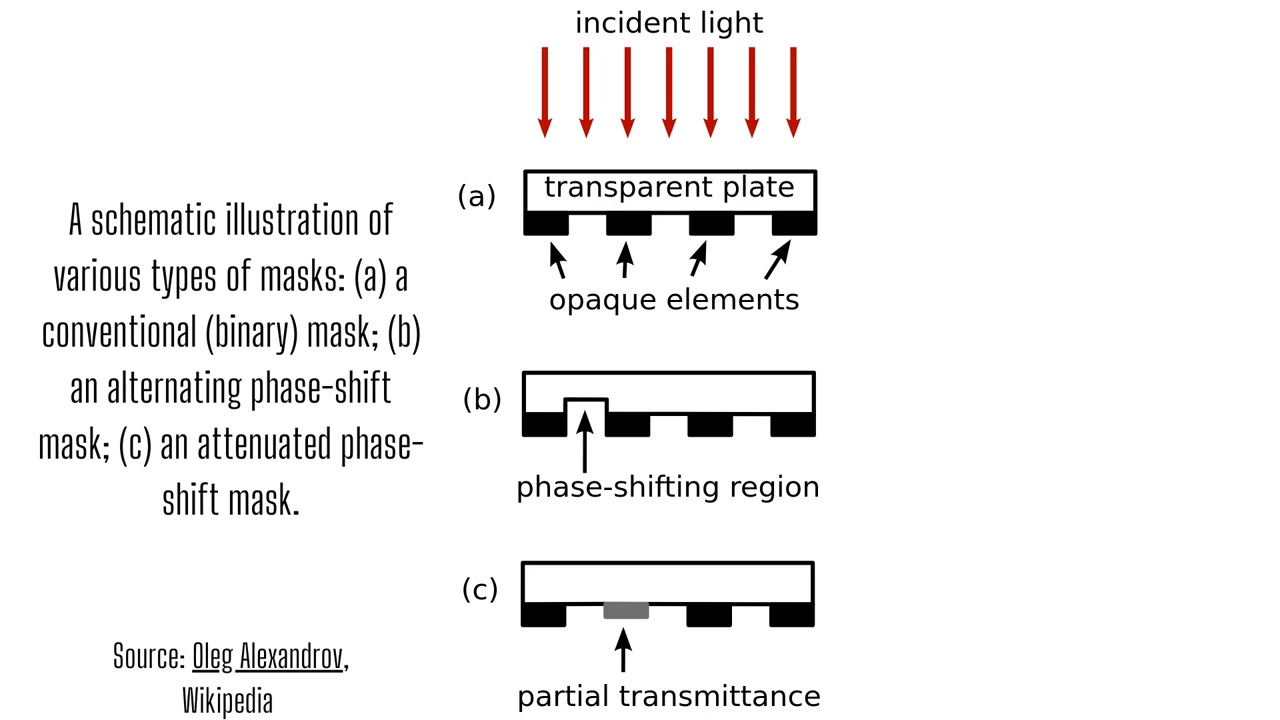 incident light
(a)
transparent plate
opaque elements
A schematic illustration of
various types of masks: (a) a
conventional (binary) mask; (b)
an alternating phase-shift
mask; (c) an attenuated phase-
shift mask.
(b)
phase-shifting region
(c)
partial transmittance
Source: Oleg Alexandrov,
Wikipedia